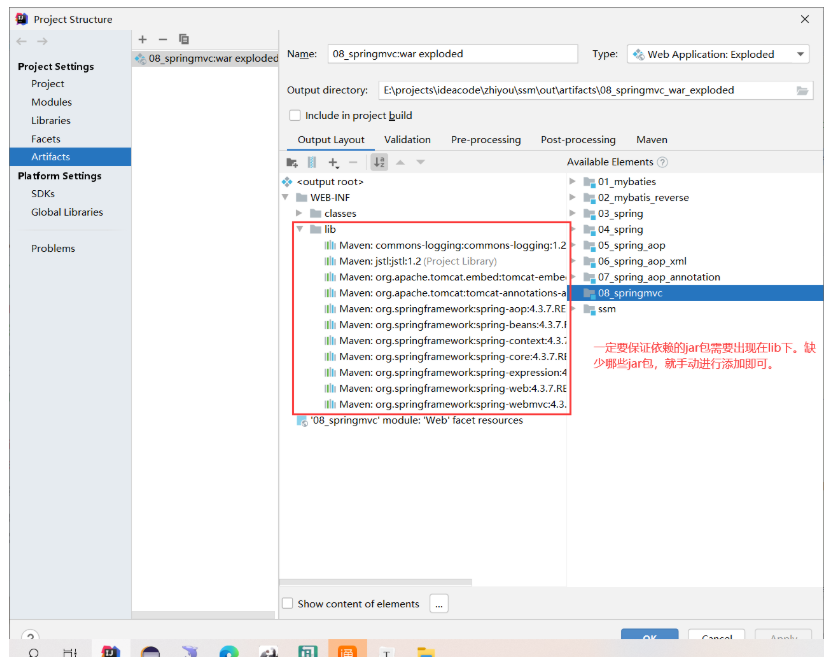 Project Structure
Project Settings
Project
Modules
Libraries
Facets
Artifacts
Platform Settings
SDKs
Global Libraries
Problems
08_springmvc:war exploded
Name: 08_springmvc:war exploded
Type: Web Application: Exploded
Output directory: E:\projects\ideacode\zhiyou\ssm\out\artifacts\08_springmvc_war_exploded
Include in project build
Output Layout Validation Pre-processing Post-processing Maven
<output root>
WEB-INF
classes
lib
Maven: commons-logging:commons-logging:1.2
Maven: jstl:jstl:1.2 (Project Library)
Maven: org.apache.tomcat.embed:tomcat-embe
Maven: org.apache.tomcat:tomcat-annotations-a
Maven: org.springframework:spring-aop:4.3.7.RE
Maven: org.springframework:spring-beans:4.3.7.
Maven: org.springframework:spring-context:4.3.
Maven: org.springframework:spring-core:4.3.7.RE
Maven: org.springframework:spring-expression:4
Maven: org.springframework:spring-web:4.3.7.RE
Maven: org.springframework:spring-webmvc:4.3.
'08_springmvc' module: 'Web' facet resources
Available Elements
01_mybaties
02_mybatis_reverse
03_spring
04_spring
05_spring_aop
06_spring_aop_xml
07_spring_aop_annotation
08_springmvc
ssm
一定要保证依赖的jar包需要出现在lib下。缺
少哪些jar包，就手动进行添加即可。
Show content of elements ...
OK Cancel Apply